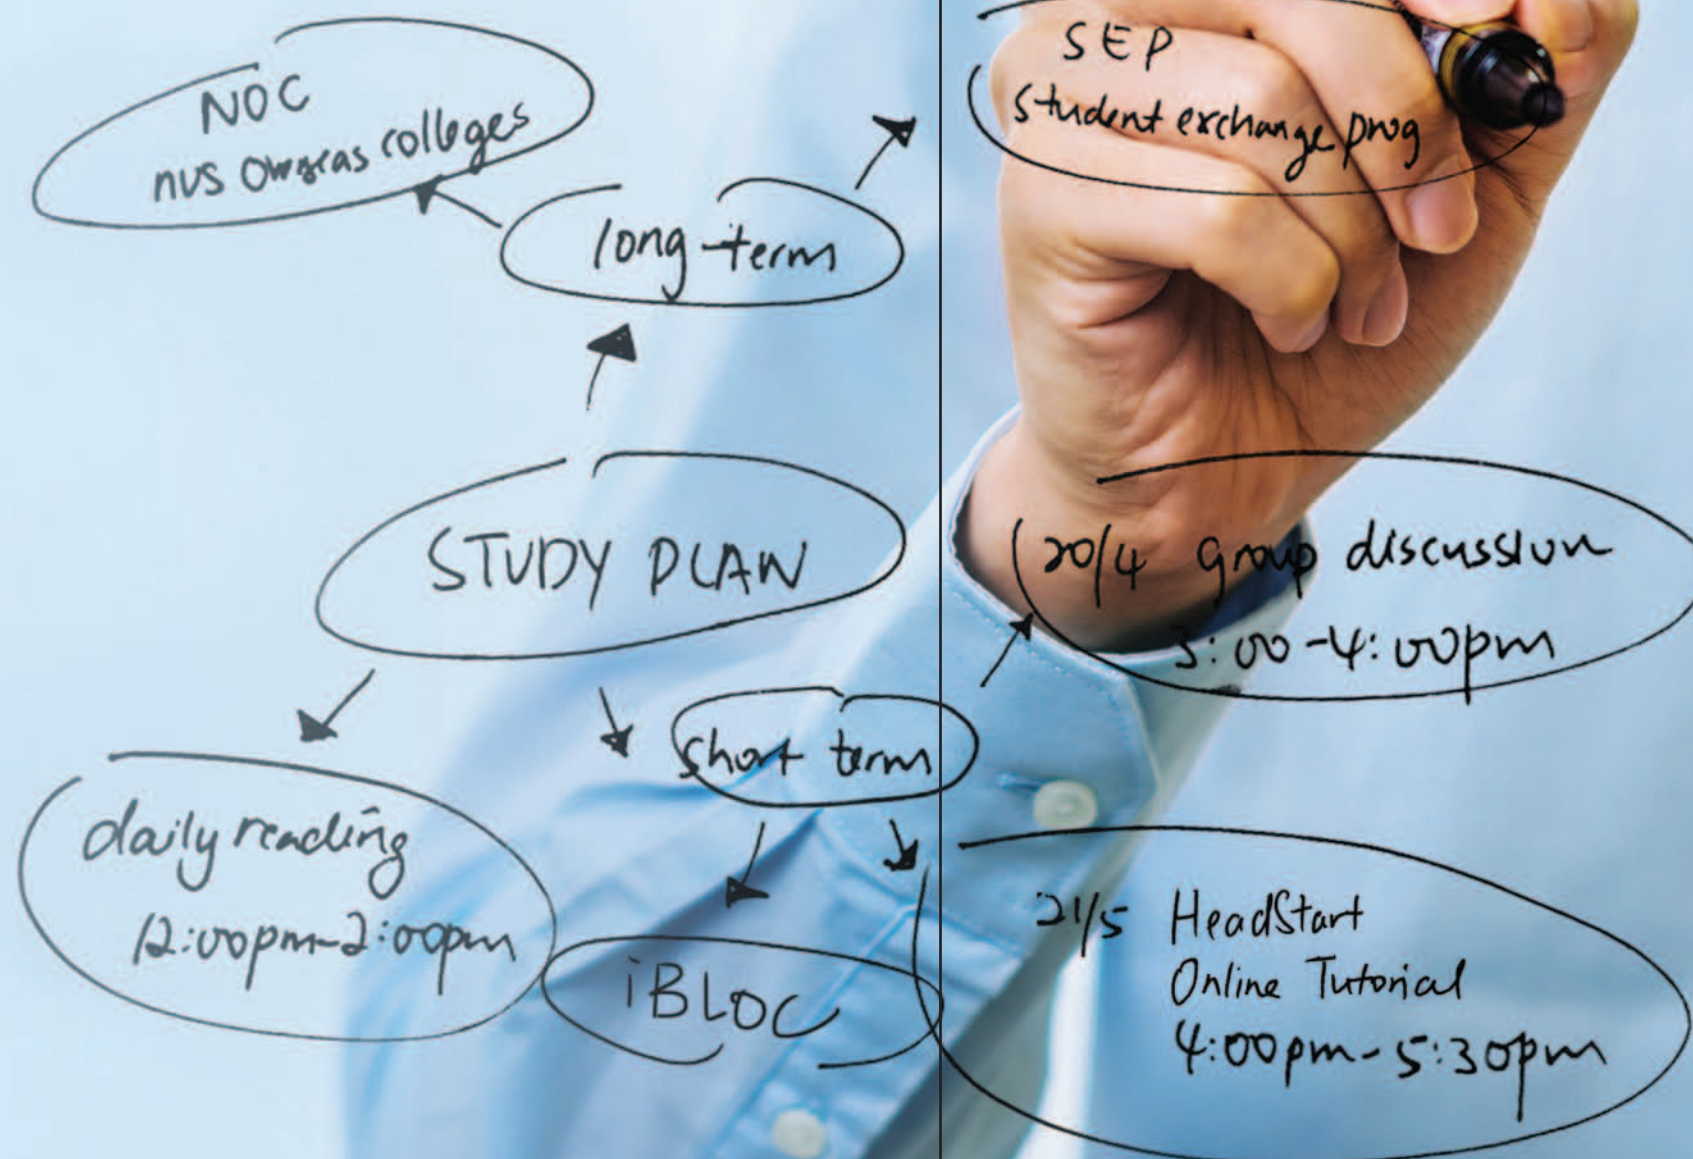 SEP
student exchange prog
NOC
nus overseas colleges
long-term
STUDY PLAN
20/4 Group discussion
3:00-4:00pm
short term
daily reading
12:00pm-2:00pm
iBLOC
21/5 HeadStart
Online Tutorial
4:00pm-5:30pm